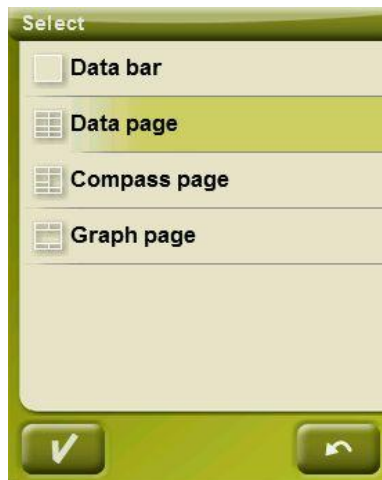 Select
Data bar
Data page
Compass page
Graph page